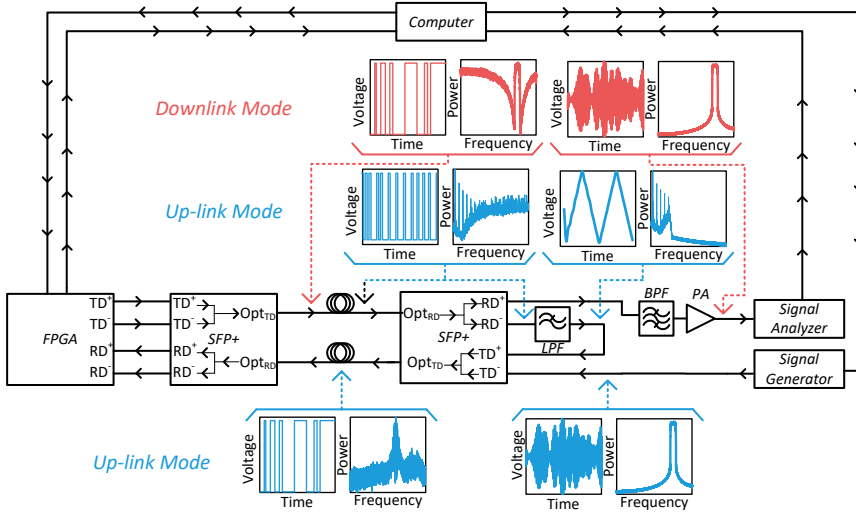 Computer
Downlink Mode
Voltage
Time
Power
Frequency
Voltage
Time
Power
Frequency
Up-link Mode
Voltage
Time
Power
Frequency
Voltage
Time
Power
Frequency
FPGA
TD+
TD-
RD+
RD-
TD+
TD-
SFP+
RD+
RD-
OptTD
OptRD
OptRD
SFP+
OptTD
RD+
RD-
TD+
TD-
LPF
BPF
PA
Signal
Analyzer
Signal
Generator
Up-link Mode
Voltage
Time
Power
Frequency
Voltage
Time
Power
Frequency